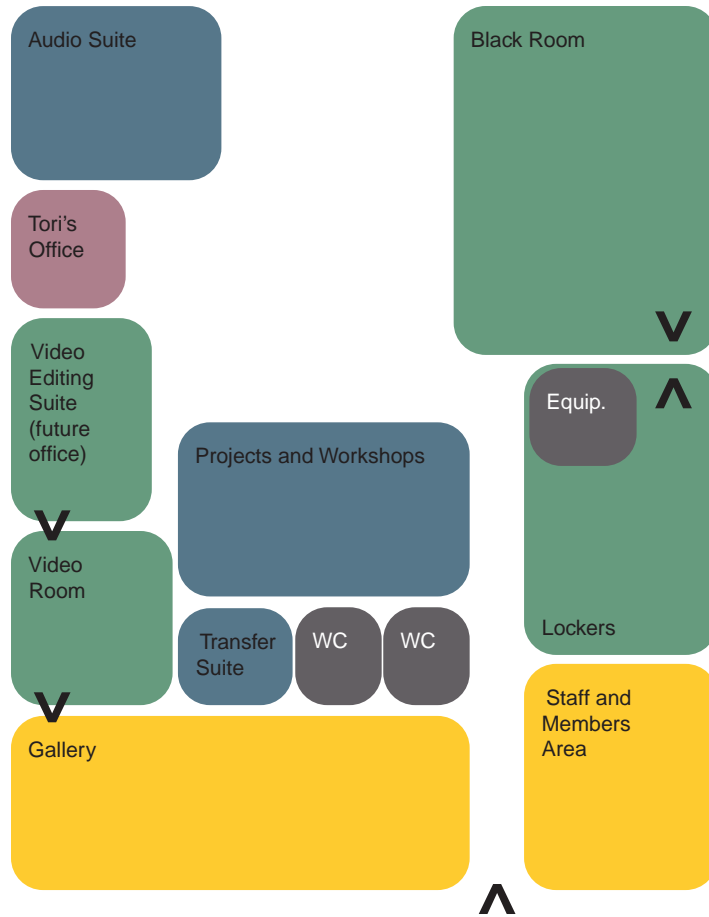 Audio Suite
Black Room
Tori's
Office
Video
Editing
Suite
(future
office)
Equip.
Projects and Workshops
Video
Room
Transfer
Suite
WC
WC
Lockers
Staff and
Members
Area
Gallery